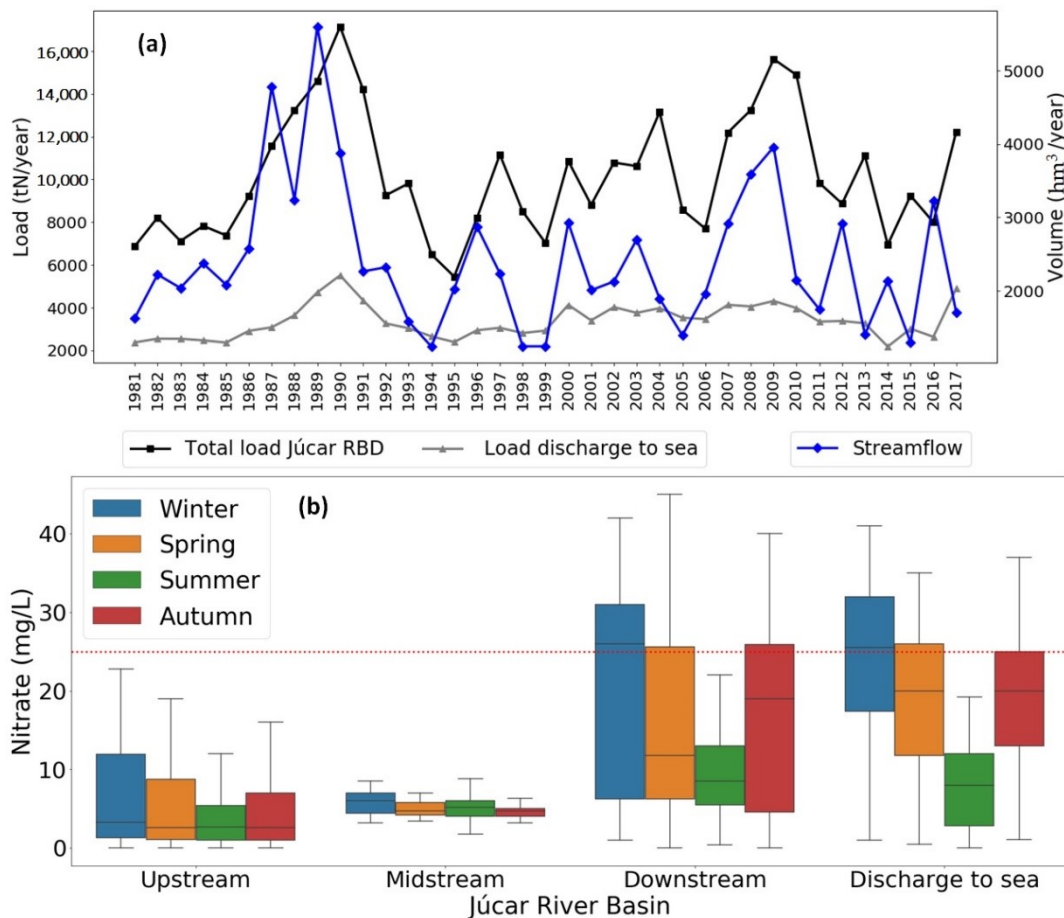 (a)
Load (tN/year)
16,000
14,000
12,000
10,000
8000
6000
4000
2000
Volume (hm³/year)
5000
4000
3000
2000
1981 1982 1983 1984 1985 1986 1987 1988 1989 1990 1991 1992 1993 1994 1995 1996 1997 1998 1999 2000 2001 2002 2003 2004 2005 2006 2007 2008 2009 2010 2011 2012 2013 2014 2015 2016 2017
Total load Júcar RBD Load discharge to sea Streamflow
(b)
Winter
Spring
Summer
Autumn
Nitrate (mg/L)
40
30
20
10
0
Upstream Midstream Downstream Discharge to sea
Júcar River Basin